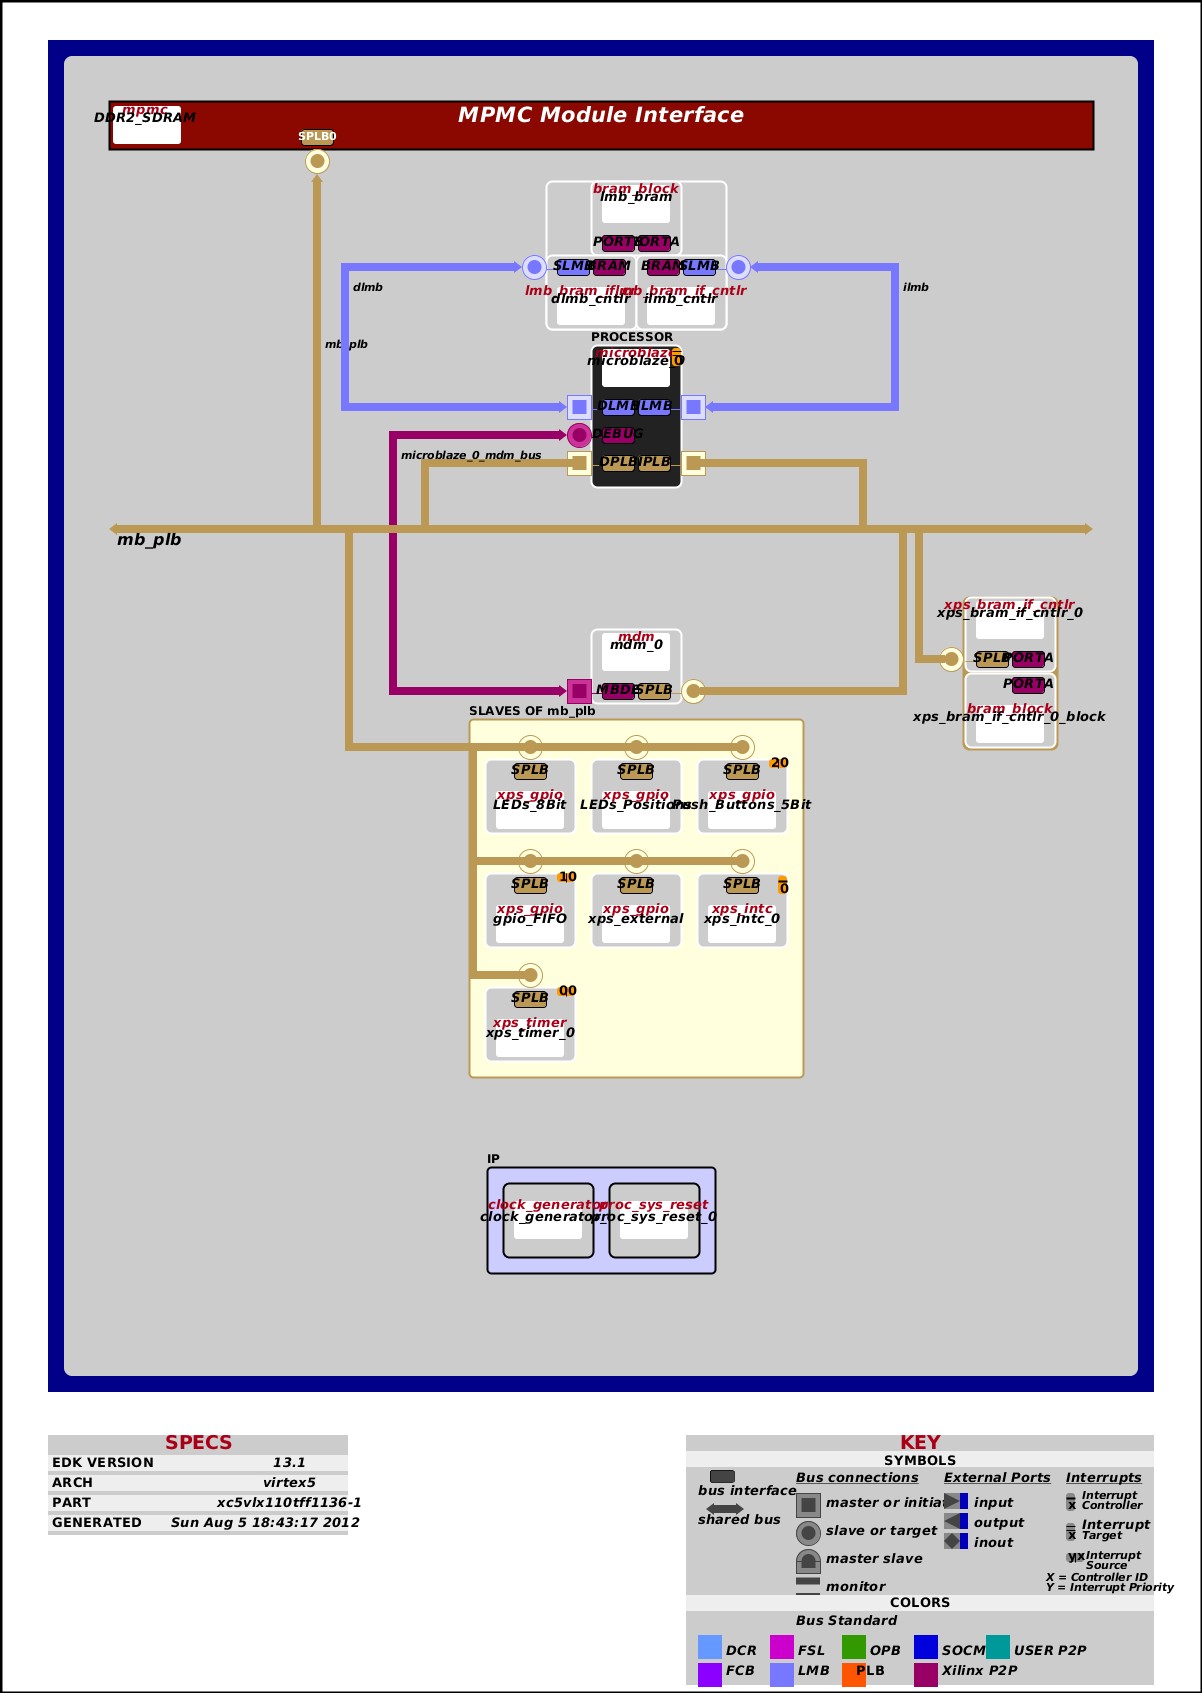 mpmc
DDR2_SDRAM
MPMC Module Interface
SPLB0
bram_block
lmb_bram
PORTB
PORTA
SLMB
BRAM
BRAM
SLMB
lmb_bram_if_cntlr
dlmb_cntlr
ilmb_cntlr
dlmb
ilmb
mb_plb
PROCESSOR
microblaze
microblaze_0
0
DLMB
ILMB
DEBUG
microblaze_0_mdm_bus
DPLB
IPLB
mb_plb
xps_bram_if_cntlr
xps_bram_if_cntlr_0
SPLB
PORTA
PORTA
bram_block
xps_bram_if_cntlr_0_block
mdm
mdm_0
MBDB
SPLB
SLAVES OF mb_plb
SPLB
xps_gpio
LEDs_8Bit
SPLB
xps_gpio
LEDs_Positions
SPLB
20
xps_gpio
Push_Buttons_5Bit
SPLB
10
xps_gpio
gpio_FIFO
SPLB
xps_gpio
xps_external
SPLB
0
xps_intc
xps_intc_0
SPLB
00
xps_timer
xps_timer_0
IP
clock_generator
clock_generator_0
proc_sys_reset
proc_sys_reset_0
SPECS
EDK VERSION 13.1
ARCH virtex5
PART xc5vlx110tff1136-1
GENERATED Sun Aug 5 18:43:17 2012
KEY
SYMBOLS
bus interface
shared bus
Bus connections
master or initiat
slave or target
master slave
monitor
External Ports
input
output
inout
Interrupts
x Interrupt Controller
x Interrupt Target
yx Interrupt Source
X = Controller ID
Y = Interrupt Priority
COLORS
Bus Standard
DCR FSL OPB SOCM USER P2P
FCB LMB PLB Xilinx P2P